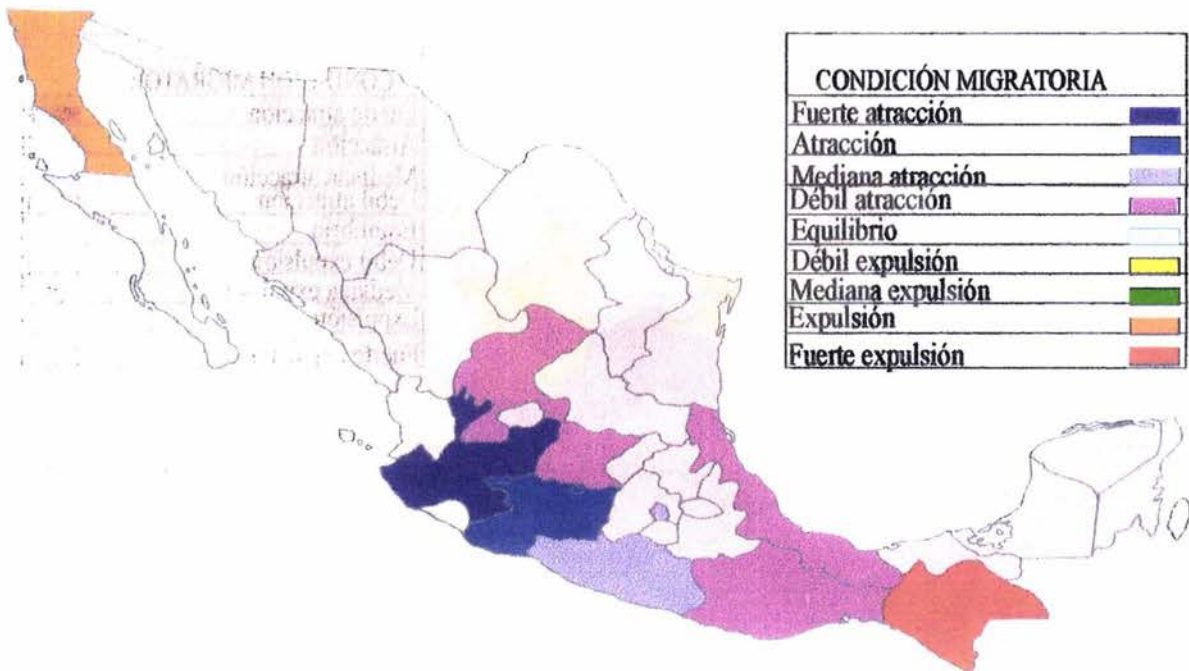 CONDICIÓN MIGRATORIA
Fuerte atracción
Atracción
Mediana atracción
Débil atracción
Equilibrio
Débil expulsión
Mediana expulsión
Expulsión
Fuerte expulsión